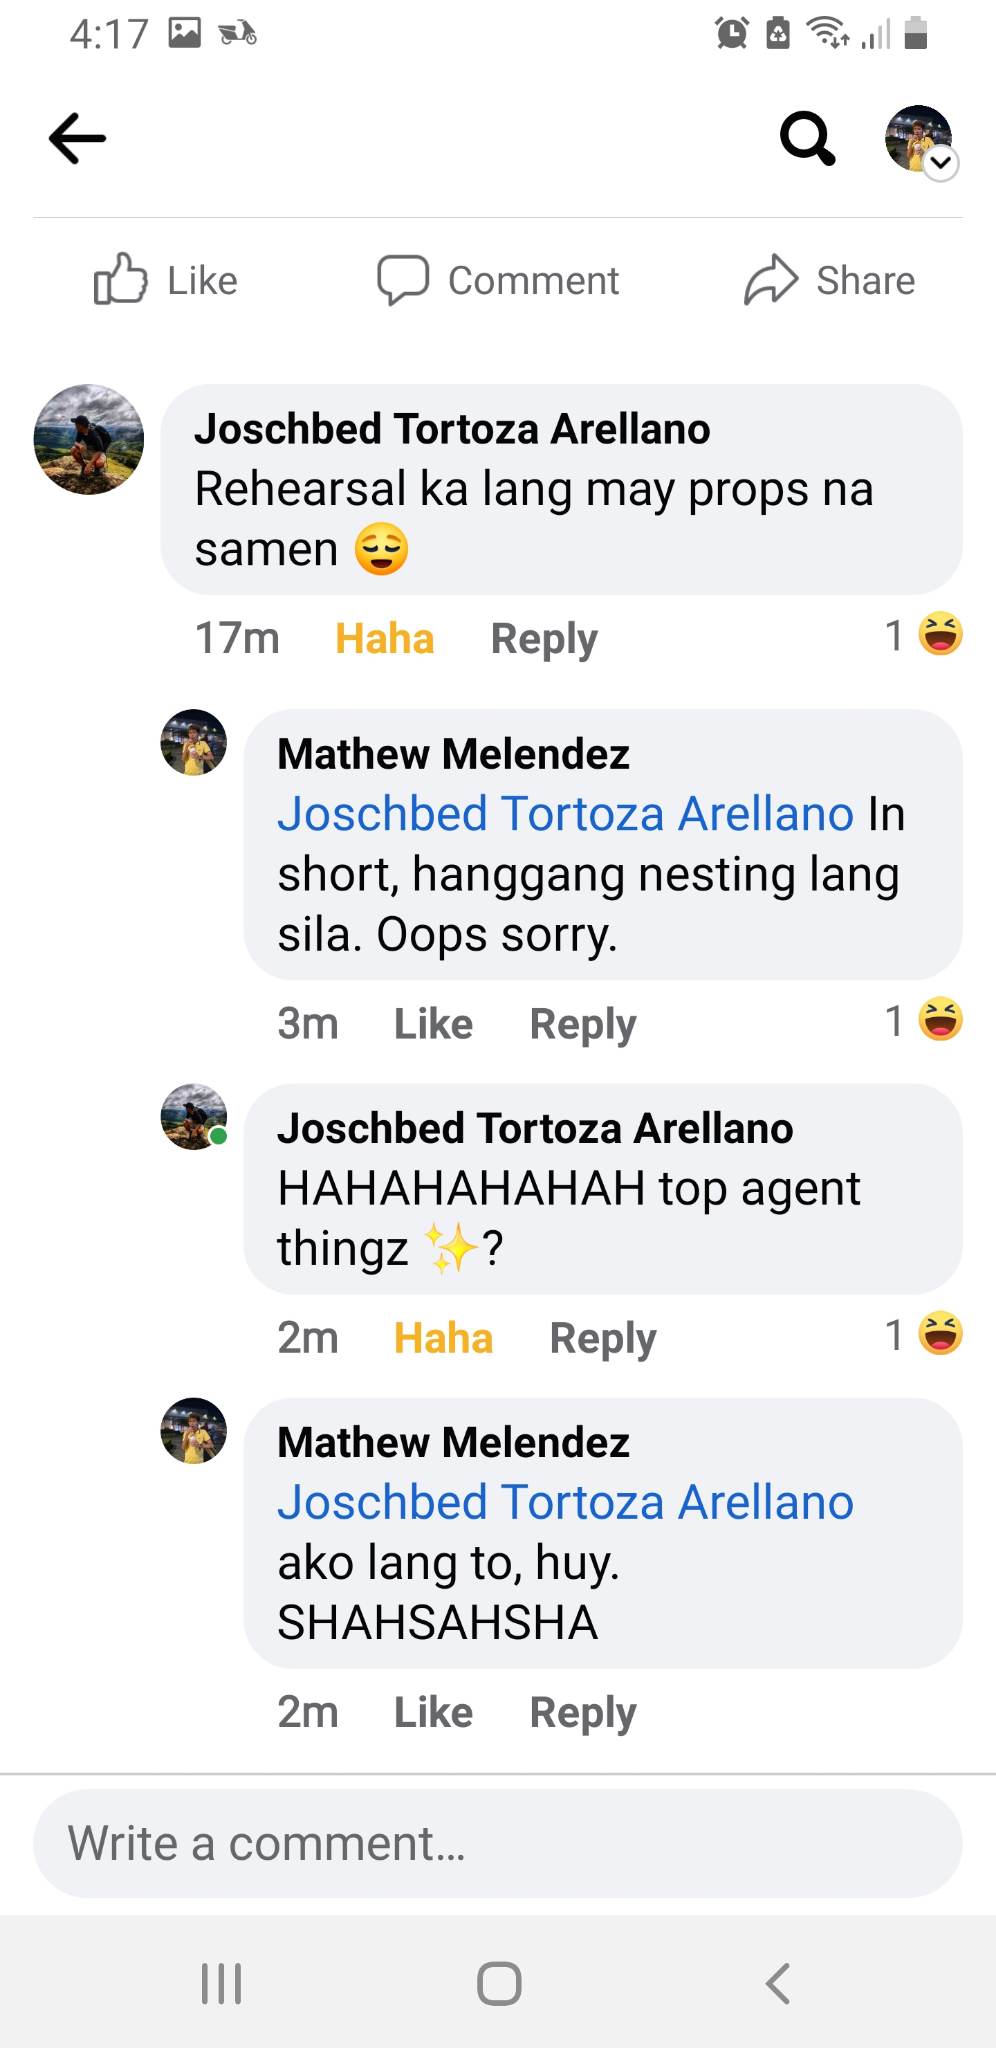 4:17
Like Comment Share
Joschbed Tortoza Arellano
Rehearsal ka lang may props na
samen 😌
17m Haha Reply 1 😆
Mathew Melendez
Joschbed Tortoza Arellano In
short, hanggang nesting lang
sila. Oops sorry.
3m Like Reply 1 😆
Joschbed Tortoza Arellano
HAHAHAHAHAH top agent
thingz ✨?
2m Haha Reply 1 😆
Mathew Melendez
Joschbed Tortoza Arellano
ako lang to, huy.
SHAHSAHSHA
2m Like Reply
Write a comment...